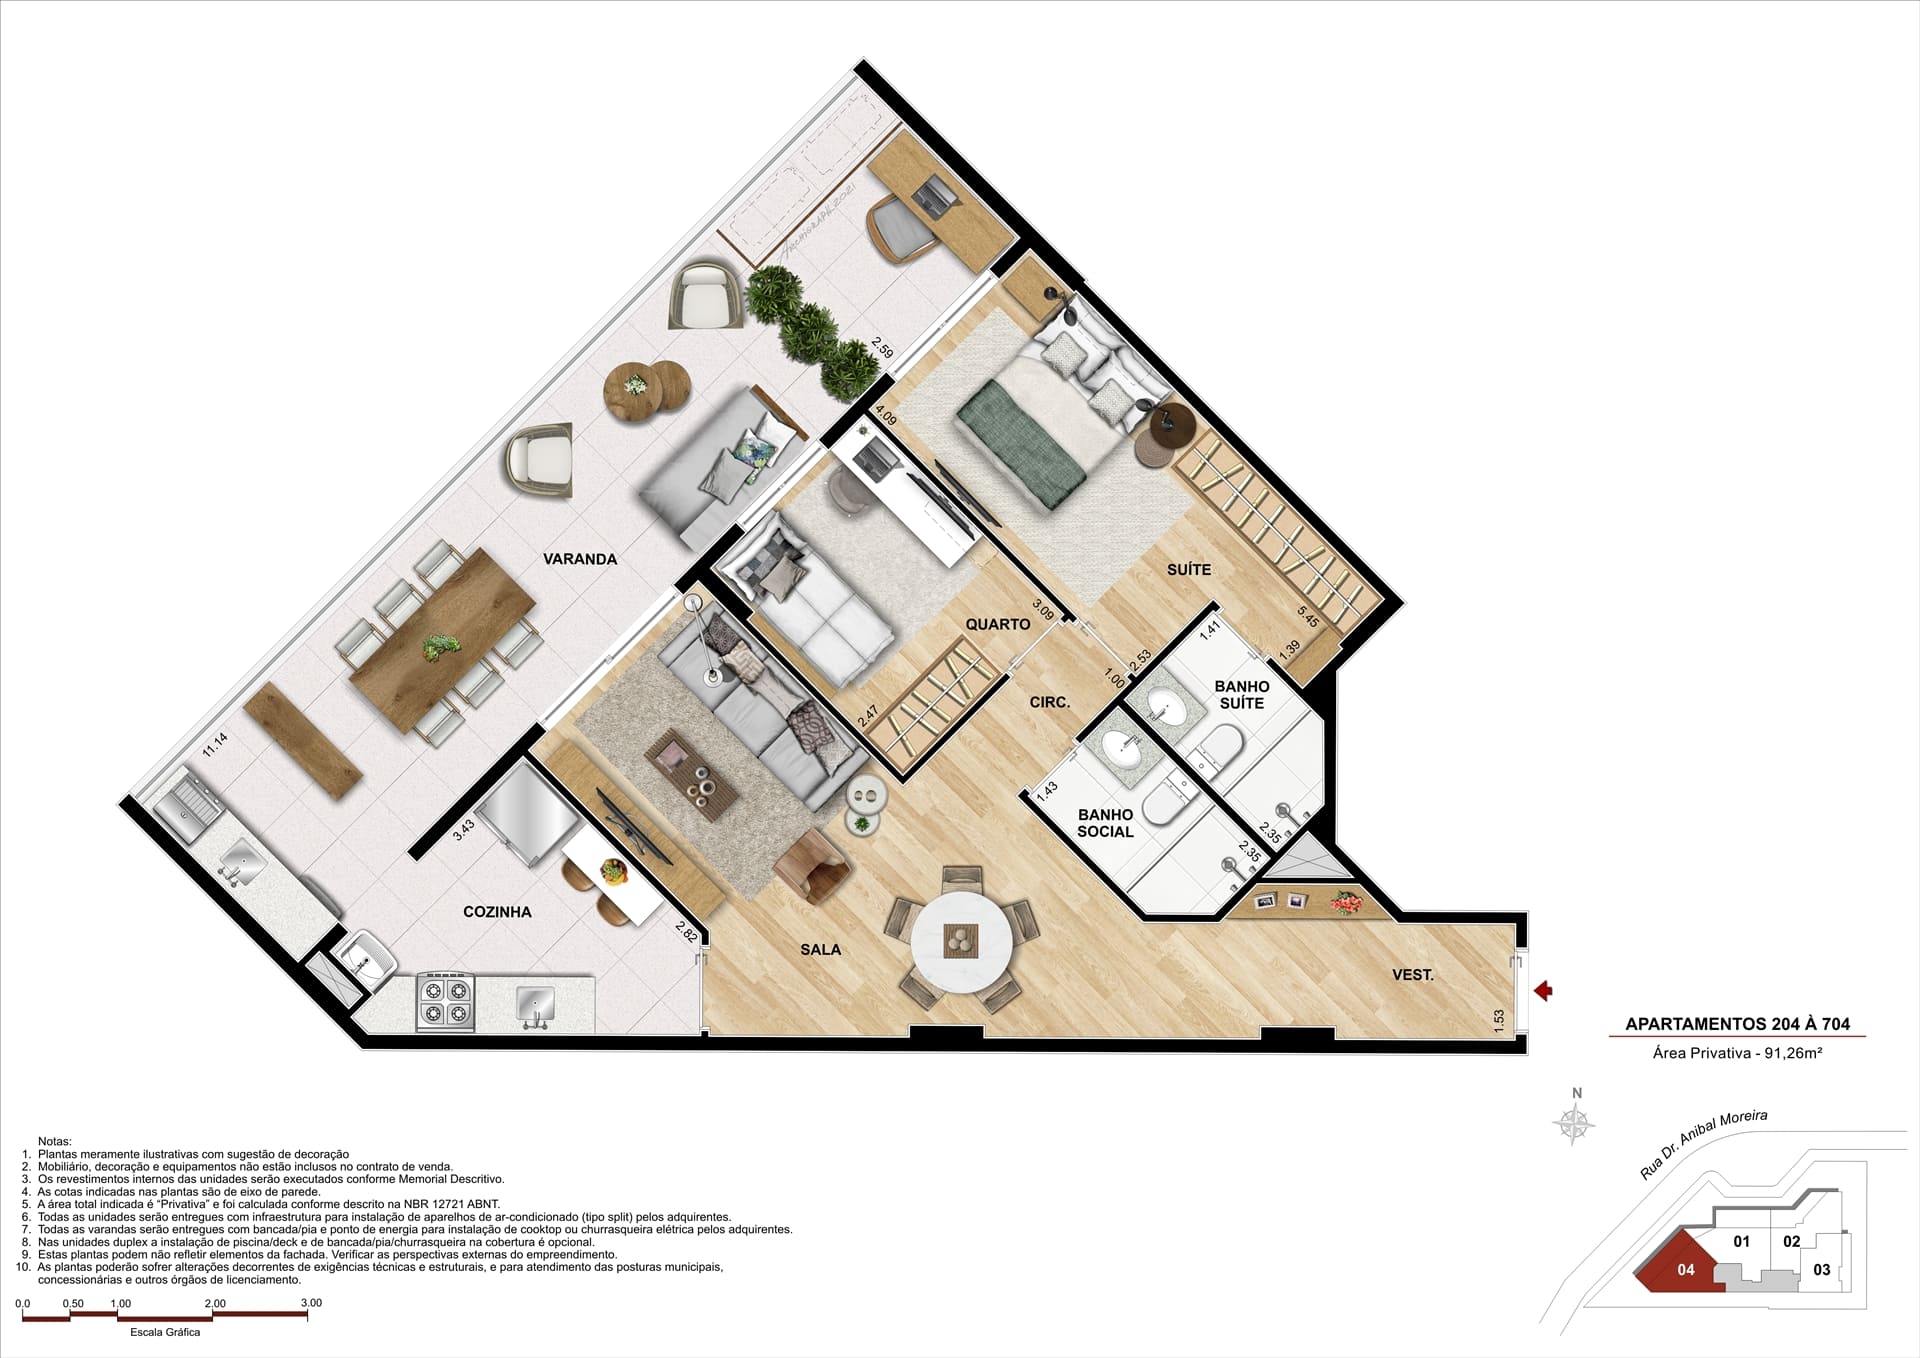 ARCHIGRAPH 2021
2.59
4.09
VARANDA
SUÍTE
5.45
3.09
QUARTO
1.41
1.39
2.53
1.00
BANHO
SUÍTE
CIRC.
2.47
11.14
1.43
BANHO
SOCIAL
3.43
2.35
2.35
COZINHA
2.82
SALA
VEST.
1.53
APARTAMENTOS 204 À 704
Área Privativa - 91,26m²
N
Rua Dr. Anibal Moreira
01
02
03
04
Notas:
1. Plantas meramente ilustrativas com sugestão de decoração
2. Mobiliário, decoração e equipamentos não estão inclusos no contrato de venda.
3. Os revestimentos internos das unidades serão executados conforme Memorial Descritivo.
4. As cotas indicadas nas plantas são de eixo de parede.
5. A área total indicada é “Privativa” e foi calculada conforme descrito na NBR 12721 ABNT.
6. Todas as unidades serão entregues com infraestrutura para instalação de aparelhos de ar-condicionado (tipo split) pelos adquirentes.
7. Todas as varandas serão entregues com bancada/pia e ponto de energia para instalação de cooktop ou churrasqueira elétrica pelos adquirentes.
8. Nas unidades duplex a instalação de piscina/deck e de bancada/pia/churrasqueira na cobertura é opcional.
9. Estas plantas podem não refletir elementos da fachada. Verificar as perspectivas externas do empreendimento.
10. As plantas poderão sofrer alterações decorrentes de exigências técnicas e estruturais, e para atendimento das posturas municipais,
concessionárias e outros órgãos de licenciamento.
0.0 0.50 1.00 2.00 3.00
Escala Gráfica